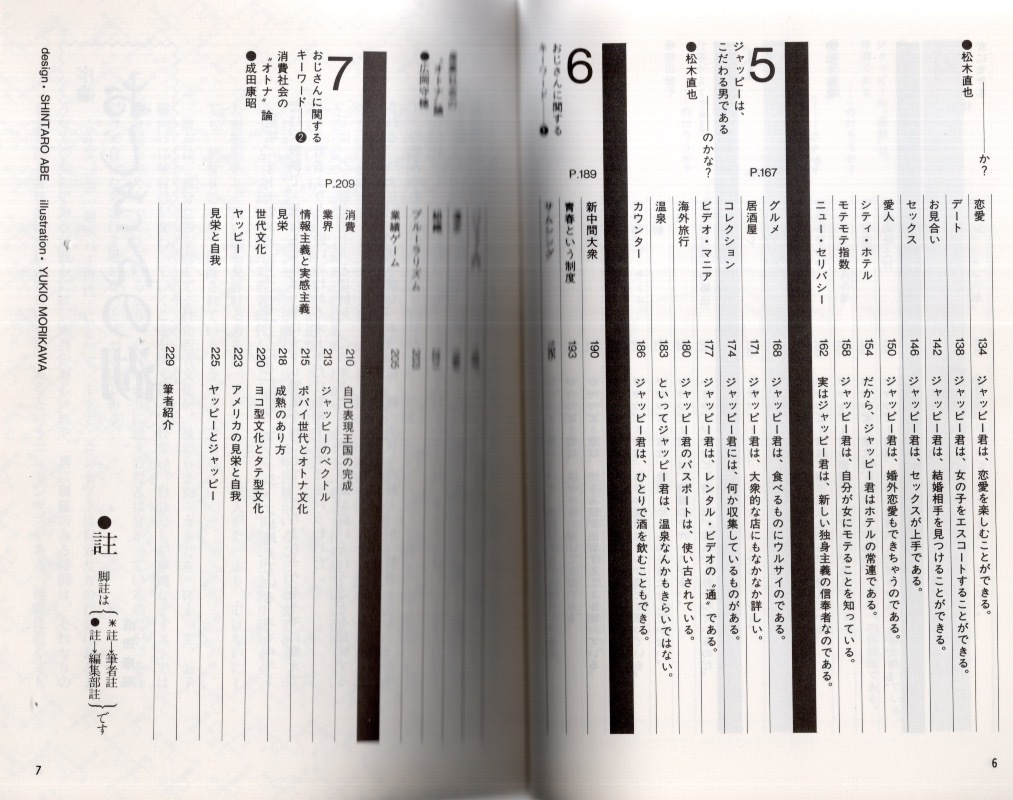 ───か?
●松木直也
恋愛 134 ジャッピー君は、恋愛を楽しむことができる。
デート 138 ジャッピー君は、女の子をエスコートすることができる。
お見合い 142 ジャッピー君は、結婚相手を見つけることができる。
セックス 146 ジャッピー君は、セックスが上手である。
愛人 150 ジャッピー君は、婚外恋愛もできちゃうのである。
シティ・ホテル 154 だから、ジャッピー君はホテルの常連である。
モテモテ指数 158 ジャッピー君は、自分が女にモテることを知っている。
ニュー・セリバシー 162 実はジャッピー君は、新しい独身主義の信奉者なのである。
5
ジャッピーは、
こだわる男である
───のかな?
●松木直也
P.167
グルメ 168 ジャッピー君は、食べるものにウルサイのである。
居酒屋 171 ジャッピー君は、大衆的な店にもなかなか詳しい。
コレクション 174 ジャッピー君には、何か収集しているものがある。
ビデオ・マニア 177 ジャッピー君は、レンタル・ビデオの〝通〟である。
海外旅行 180 ジャッピー君のパスポートは、使い古されている。
温泉 183 といってジャッピー君は、温泉なんかもきらいではない。
カウンター 186 ジャッピー君は、ひとりで酒を飲むこともできる。
6
おじさんに関する
キーワード──❶
P.189
新中間大衆 190
青春という制度 193
サムシング 196
●広岡守穂
プルーラリズム 203
業績ゲーム 205
7
おじさんに関する
キーワード──❷
消費社会の
〝オトナ〟論
●成田康昭
P.209
消費 210 自己表現王国の完成
業界 213 ジャッピーのベクトル
情報主義と実感主義 215 ポパイ世代とオトナ文化
見栄 218 成熟のあり方
世代文化 220 ヨコ型文化とタテ型文化
ヤッピー 223 アメリカの見栄と自我
見栄と自我 225 ヤッピーとジャッピー
229 筆者紹介
●註
脚註は
＊註→筆者註
●註→編集部註
です
design・SHINTARO ABE illustration・YUKIO MORIKAWA
6
7